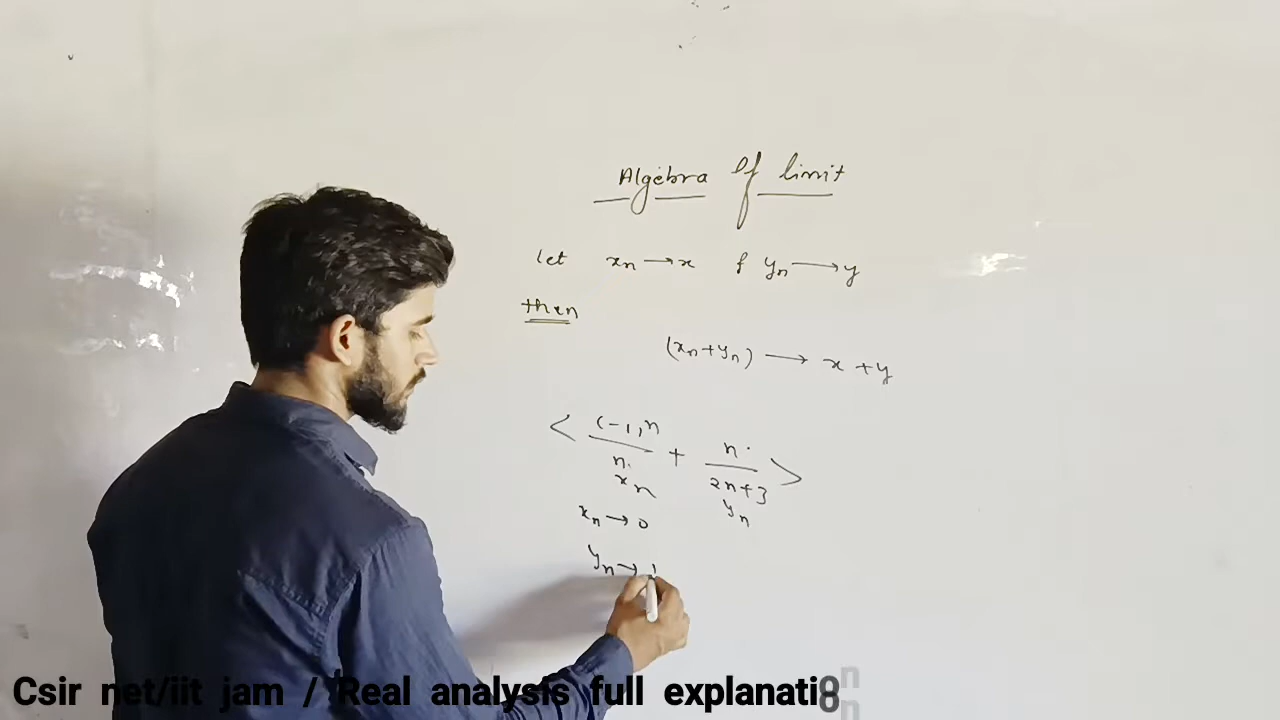 Algebra Of limit
let xn → x & yn → y
then
(xn + yn) → x + y
< (-1)n/n + n/2n+3 >
xn yn
xn → 0
yn → 1
Csir net/iit jam / Real analysis full explanati